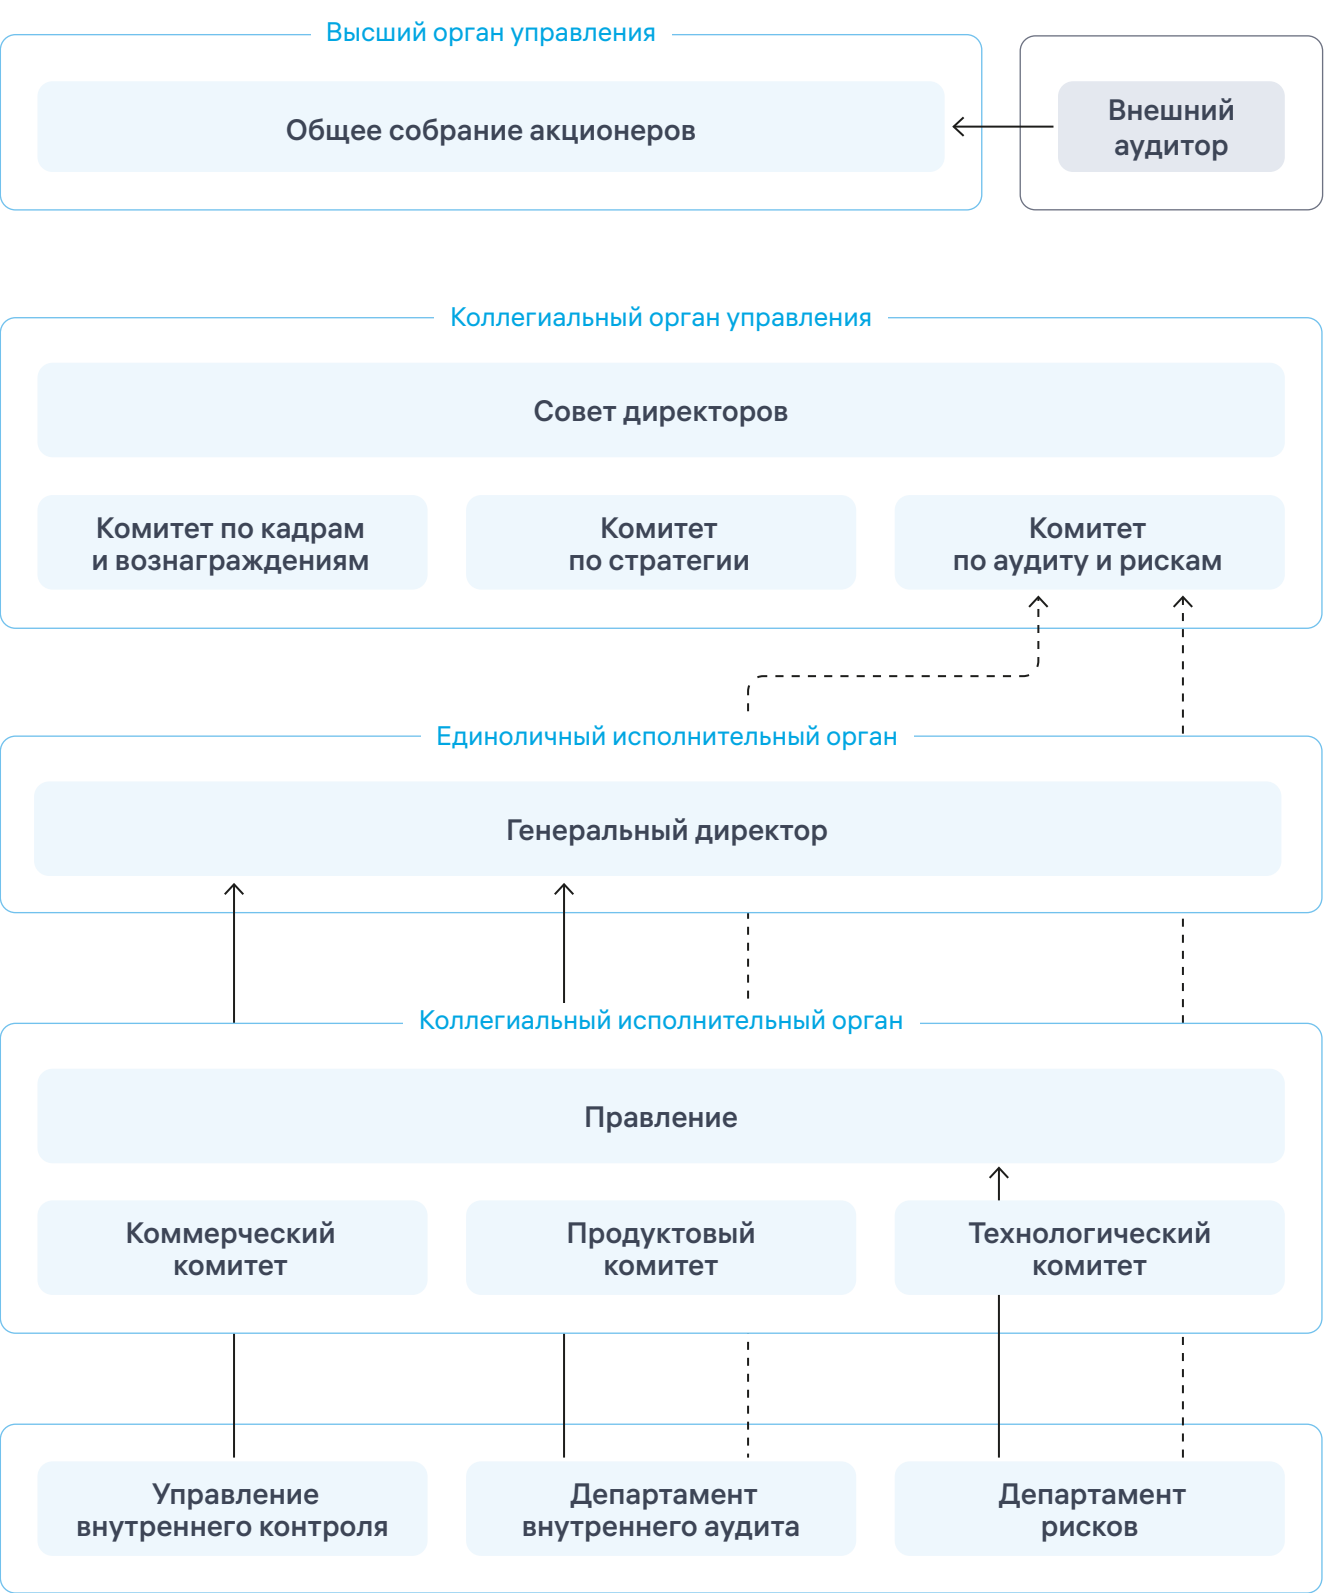 Высший орган управления
Общее собрание акционеров
Внешний
аудитор
Коллегиальный орган управления
Совет директоров
Комитет по кадрам
и вознаграждениям
Комитет
по стратегии
Комитет
по аудиту и рискам
Единоличный исполнительный орган
Генеральный директор
Коллегиальный исполнительный орган
Правление
Коммерческий
комитет
Продуктовый
комитет
Технологический
комитет
Управление
внутреннего контроля
Департамент
внутреннего аудита
Департамент
рисков